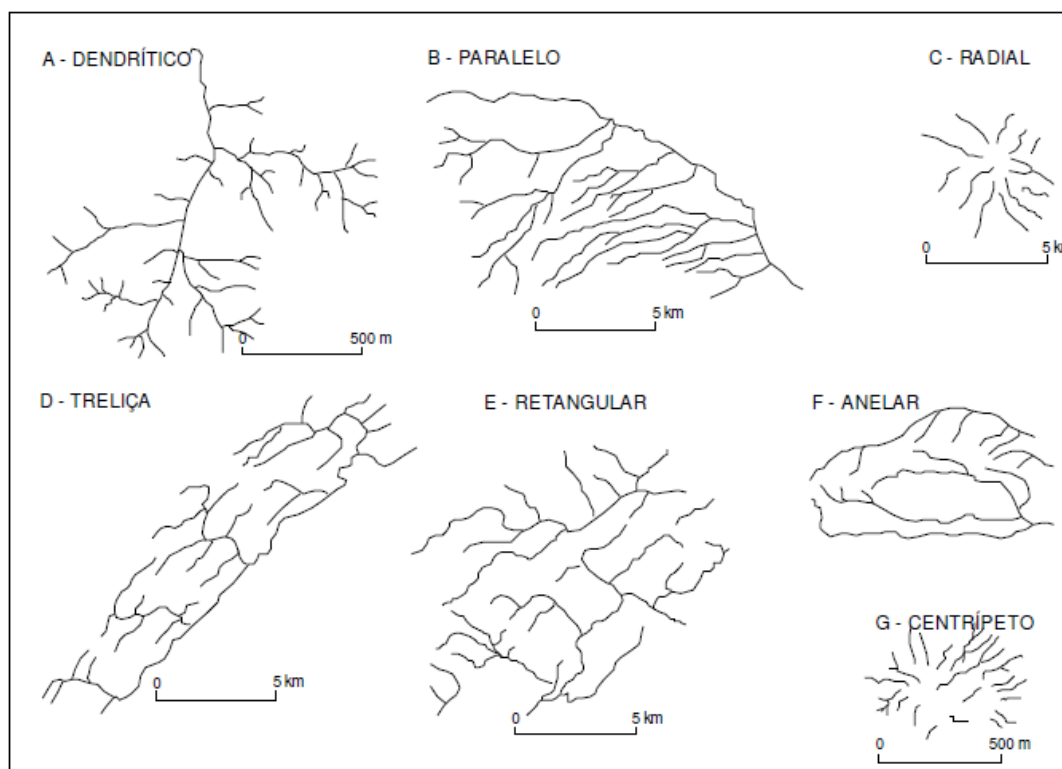 A - DENDRÍTICO
B - PARALELO
C - RADIAL
0 5 km
0 5 km
0 500 m
D - TRELIÇA
E - RETANGULAR
F - ANELAR
G - CENTRÍPETO
0 5 km
0 5 km
0 500 m